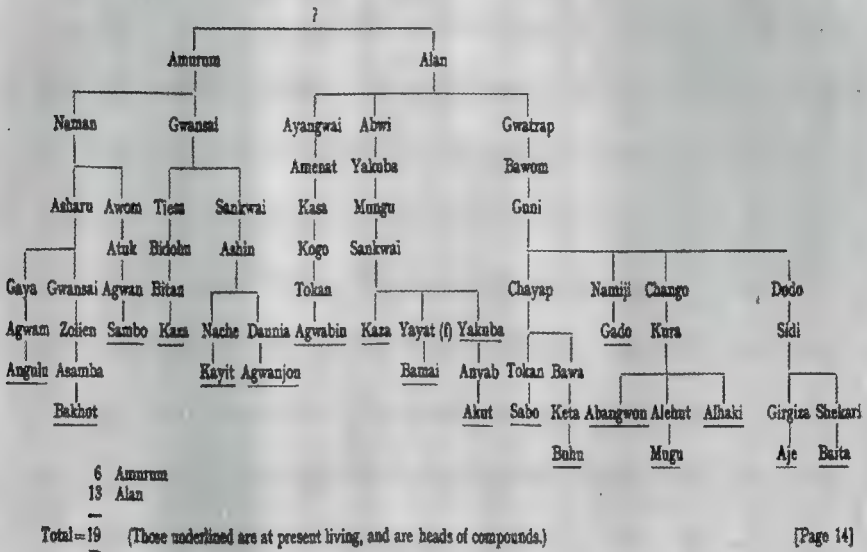 ?
Amurum Alan
Naman Gwansai Ayangwai Abwi Gwatrap
Amenat Yakuba Bawom
Asharu Awom Tiesa Sankwai Kasa Mungu Guni
Atuk Bidohu Ashin Kogo Sankwai
Gaya Gwansai Agwan Bitan Tokan Chayap Namiji Chango Dodo
Agwam Zolien Sambo Kaza Nache Daunia Agwabin Kaza Yayat (f) Yakuba Gado Kura Sidi
Angulu Asamba Kayit Agwanjon Bamai Anyab Tokan Bawa
Bakhot Akut Sabo Keta Abangwon Alehut Alhaki Girgiza Shekari
Buhu Mugu Aje Baita
6 Amurum
13 Alan
Total=19 (Those underlined are at present living, and are heads of compounds.) [Page 14]